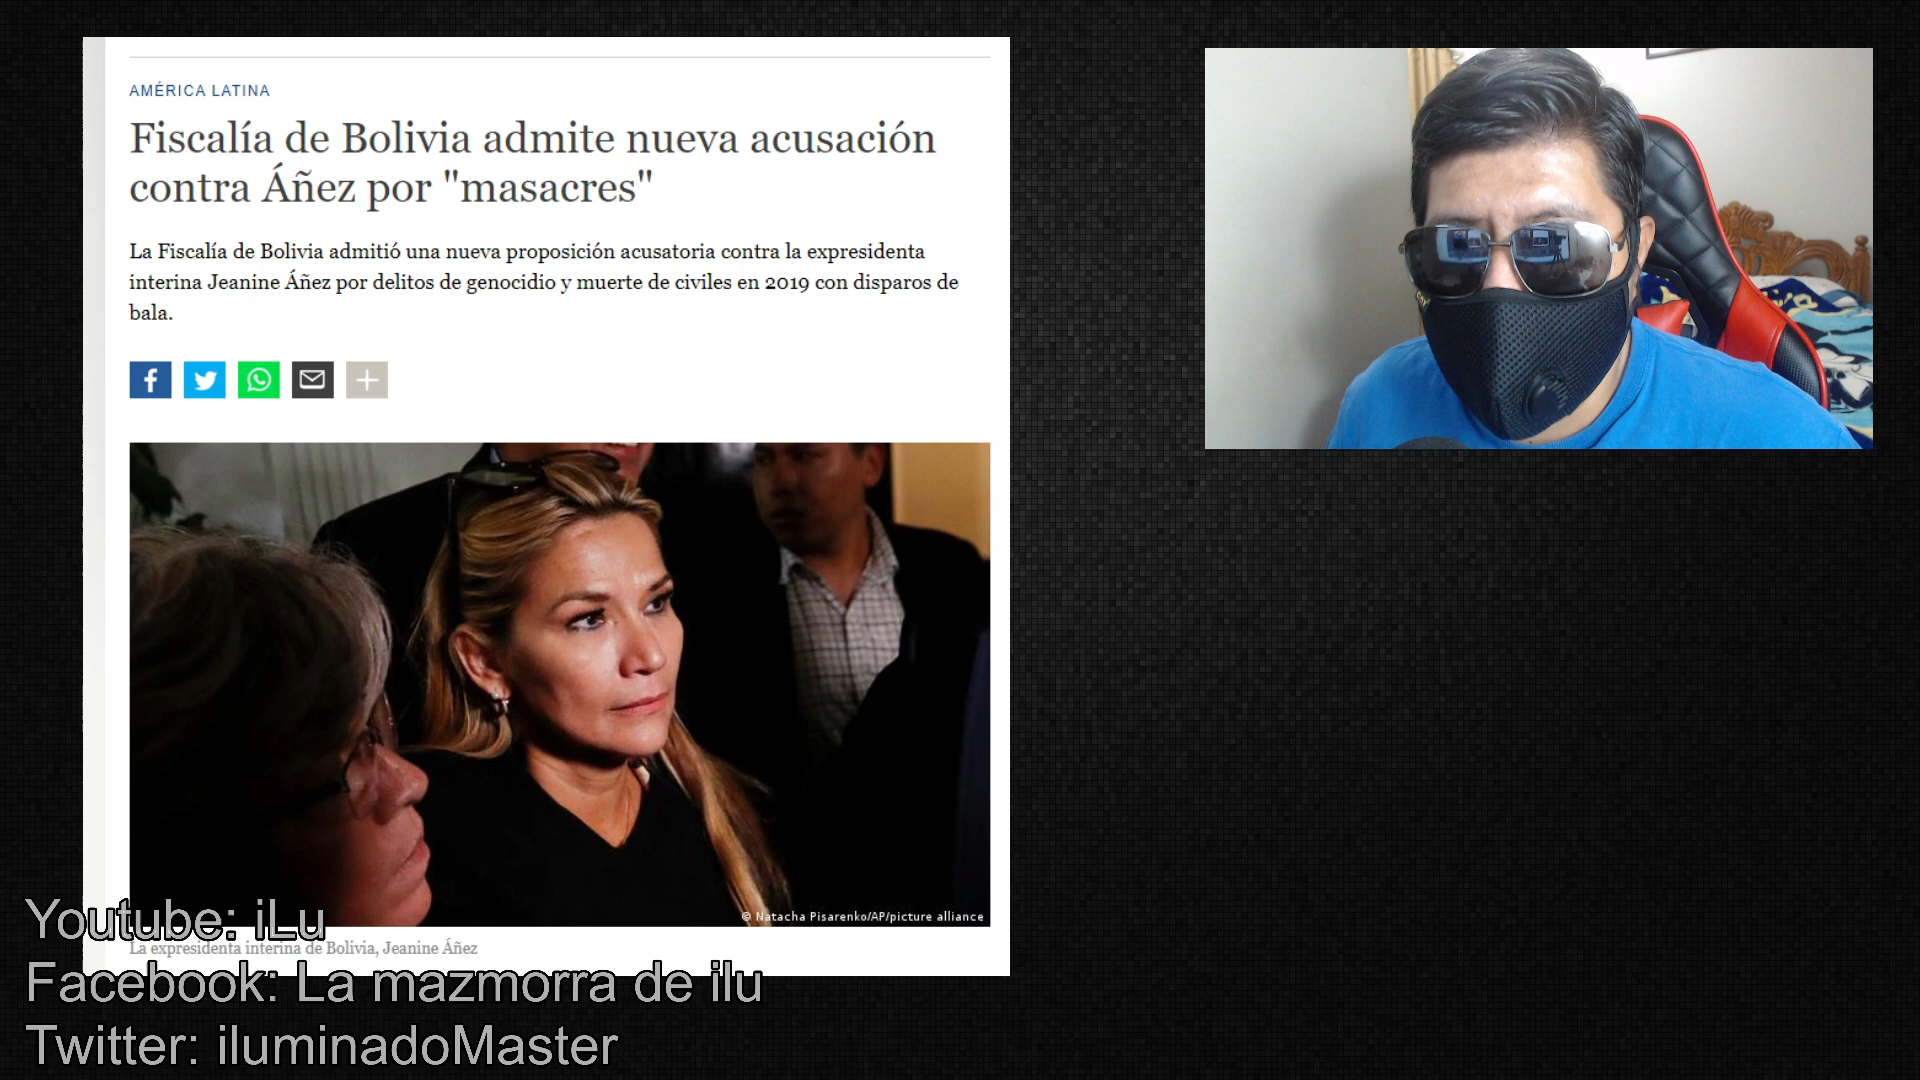 AMÉRICA LATINA
Fiscalía de Bolivia admite nueva acusación
contra Áñez por "masacres"
La Fiscalía de Bolivia admitió una nueva proposición acusatoria contra la expresidenta
interina Jeanine Áñez por delitos de genocidio y muerte de civiles en 2019 con disparos de
bala.
© Natacha Pisarenko/AP/picture alliance
La expresidenta interina de Bolivia, Jeanine Áñez
Youtube: iLu
Facebook: La mazmorra de ilu
Twitter: iluminadoMaster